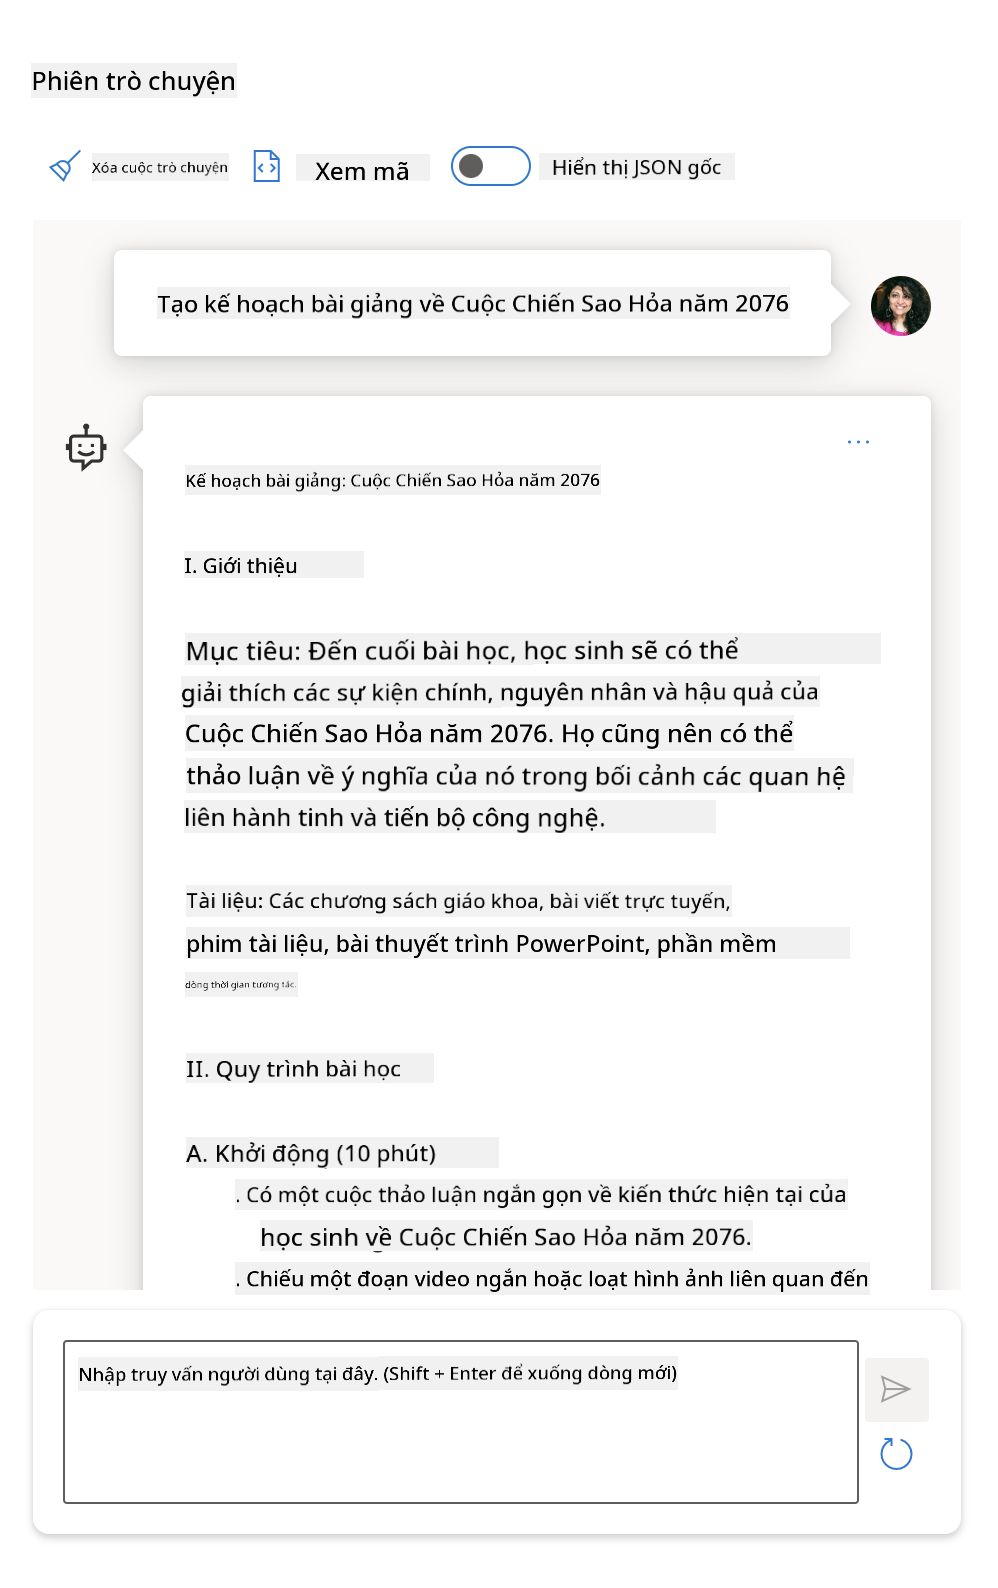 Phiên trò chuyện
Xóa cuộc trò chuyện
Xem mã
Hiển thị JSON gốc
Tạo kế hoạch bài giảng về Cuộc Chiến Sao Hỏa năm 2076
Kế hoạch bài giảng: Cuộc Chiến Sao Hỏa năm 2076
I. Giới thiệu
Mục tiêu: Đến cuối bài học, học sinh sẽ có thể
giải thích các sự kiện chính, nguyên nhân và hậu quả của
Cuộc Chiến Sao Hỏa năm 2076. Họ cũng nên có thể
thảo luận về ý nghĩa của nó trong bối cảnh các quan hệ
liên hành tinh và tiến bộ công nghệ.
Tài liệu: Các chương sách giáo khoa, bài viết trực tuyến,
phim tài liệu, bài thuyết trình PowerPoint, phần mềm
dòng thời gian tương tác.
II. Quy trình bài học
A. Khởi động (10 phút)
. Có một cuộc thảo luận ngắn gọn về kiến thức hiện tại của
học sinh về Cuộc Chiến Sao Hỏa năm 2076.
. Chiếu một đoạn video ngắn hoặc loạt hình ảnh liên quan đến
Nhập truy vấn người dùng tại đây. (Shift + Enter để xuống dòng mới)